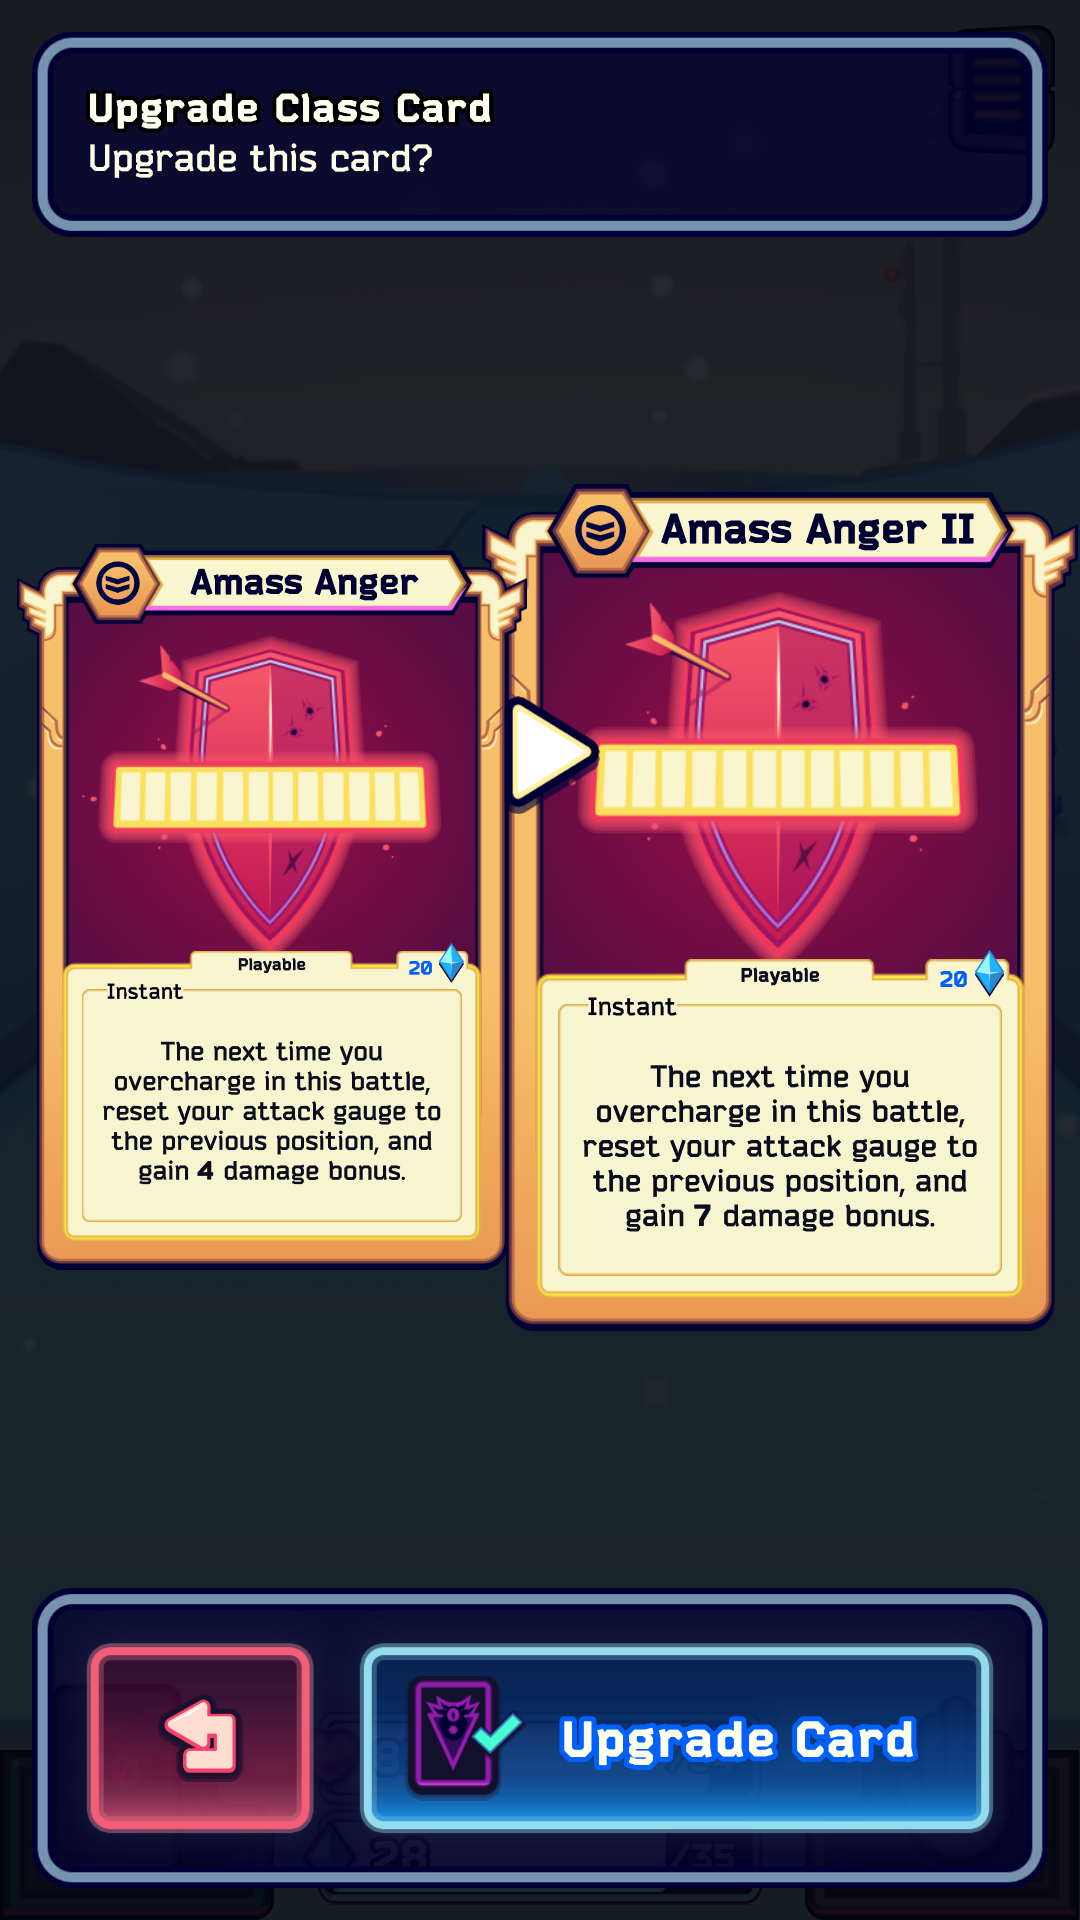 Upgrade Class Card
Upgrade this card?
Amass Anger
Playable
20
Instant
The next time you
overcharge in this battle,
reset your attack gauge to
the previous position, and
gain 4 damage bonus.
Amass Anger II
Playable
20
Instant
The next time you
overcharge in this battle,
reset your attack gauge to
the previous position, and
gain 7 damage bonus.
Upgrade Card
28
/35